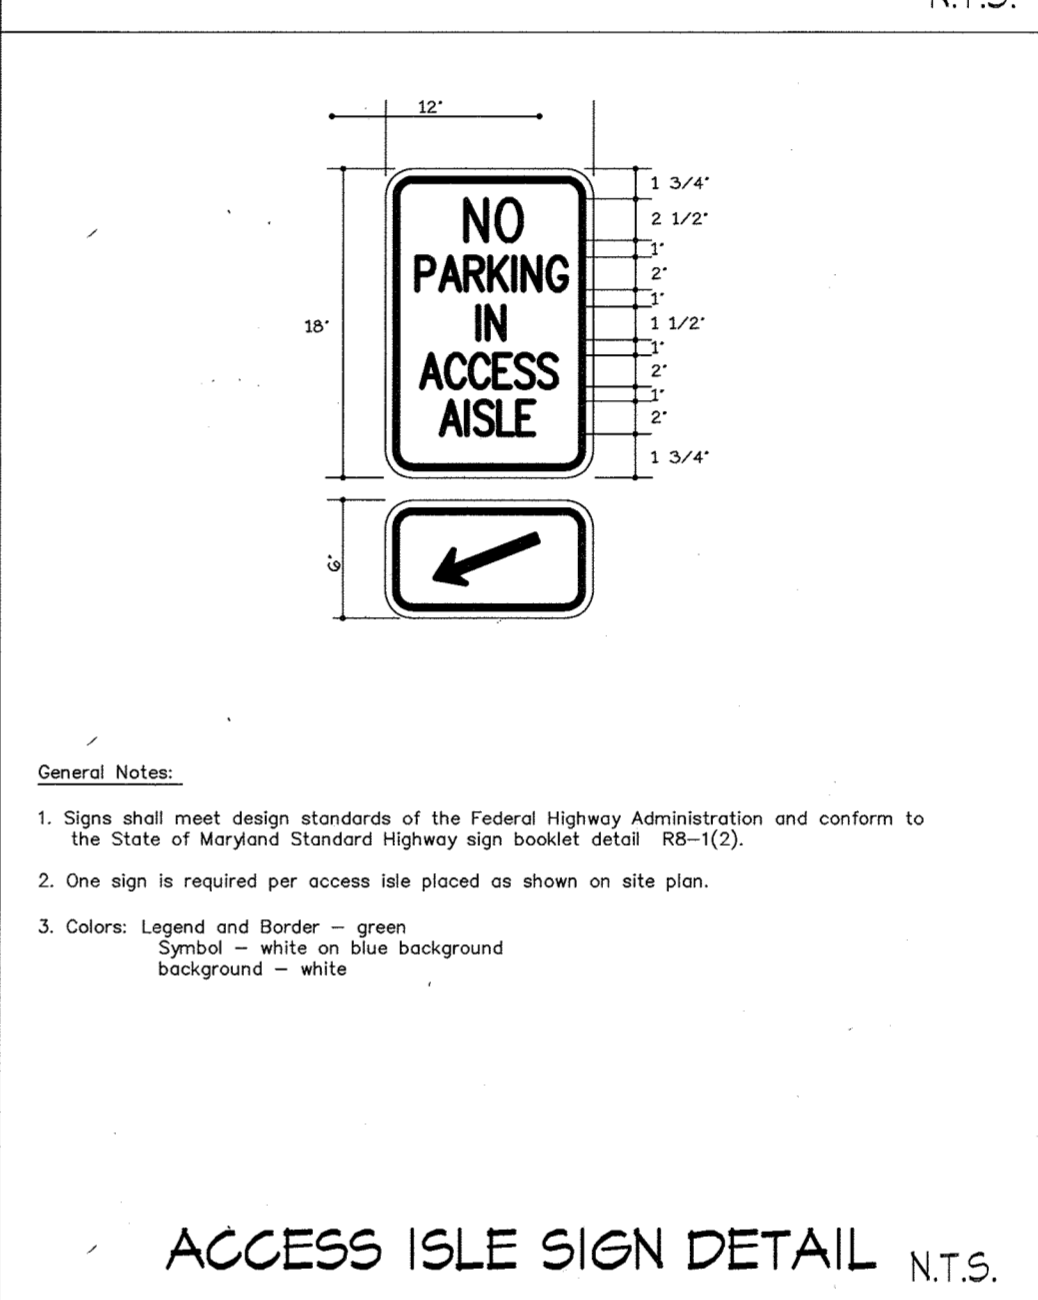 N.T.S.
12"
18"
NO
PARKING
IN
ACCESS
AISLE
1 3/4"
2 1/2"
1"
2"
1"
1 1/2"
1"
2"
1"
2"
1 3/4"
6"
General Notes:
1. Signs shall meet design standards of the Federal Highway Administration and conform to
the State of Maryland Standard Highway sign booklet detail R8-1(2).
2. One sign is required per access isle placed as shown on site plan.
3. Colors: Legend and Border – green
Symbol – white on blue background
background – white
ACCESS ISLE SIGN DETAIL N.T.S.